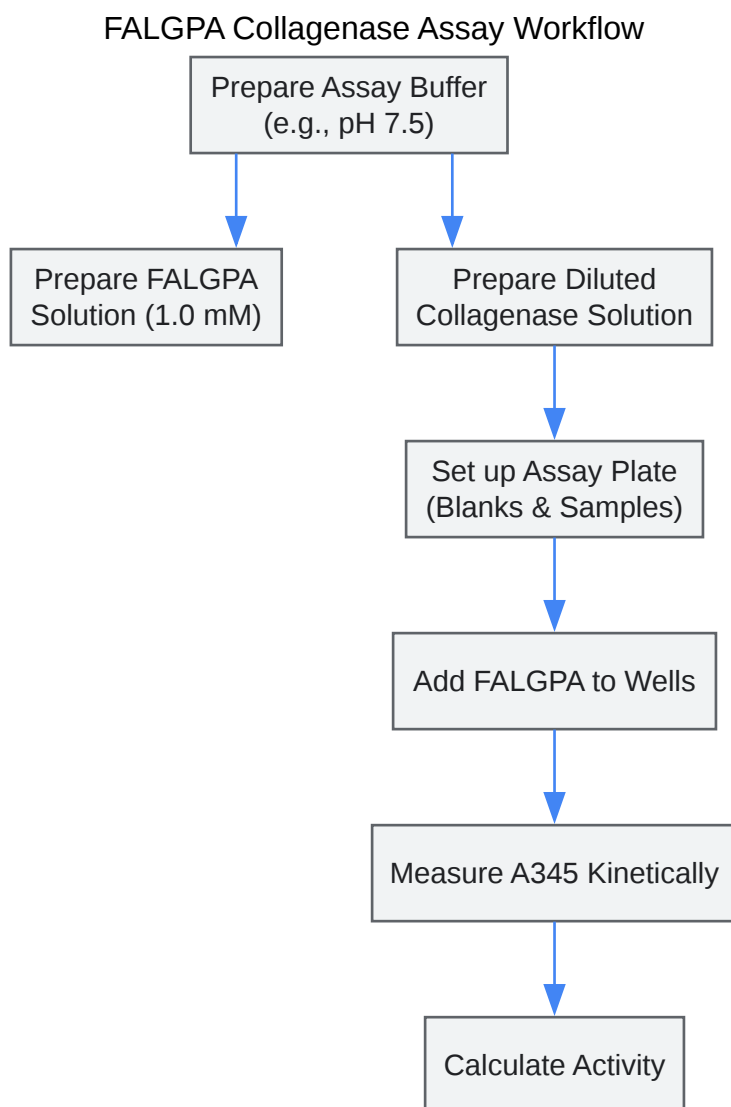 FALGPA Collagenase Assay Workflow
Prepare Assay Buffer
(e.g., pH 7.5)
Prepare FALGPA
Solution (1.0 mM)
Prepare Diluted
Collagenase Solution
Set up Assay Plate
(Blanks & Samples)
Add FALGPA to Wells
Measure A345 Kinetically
Calculate Activity